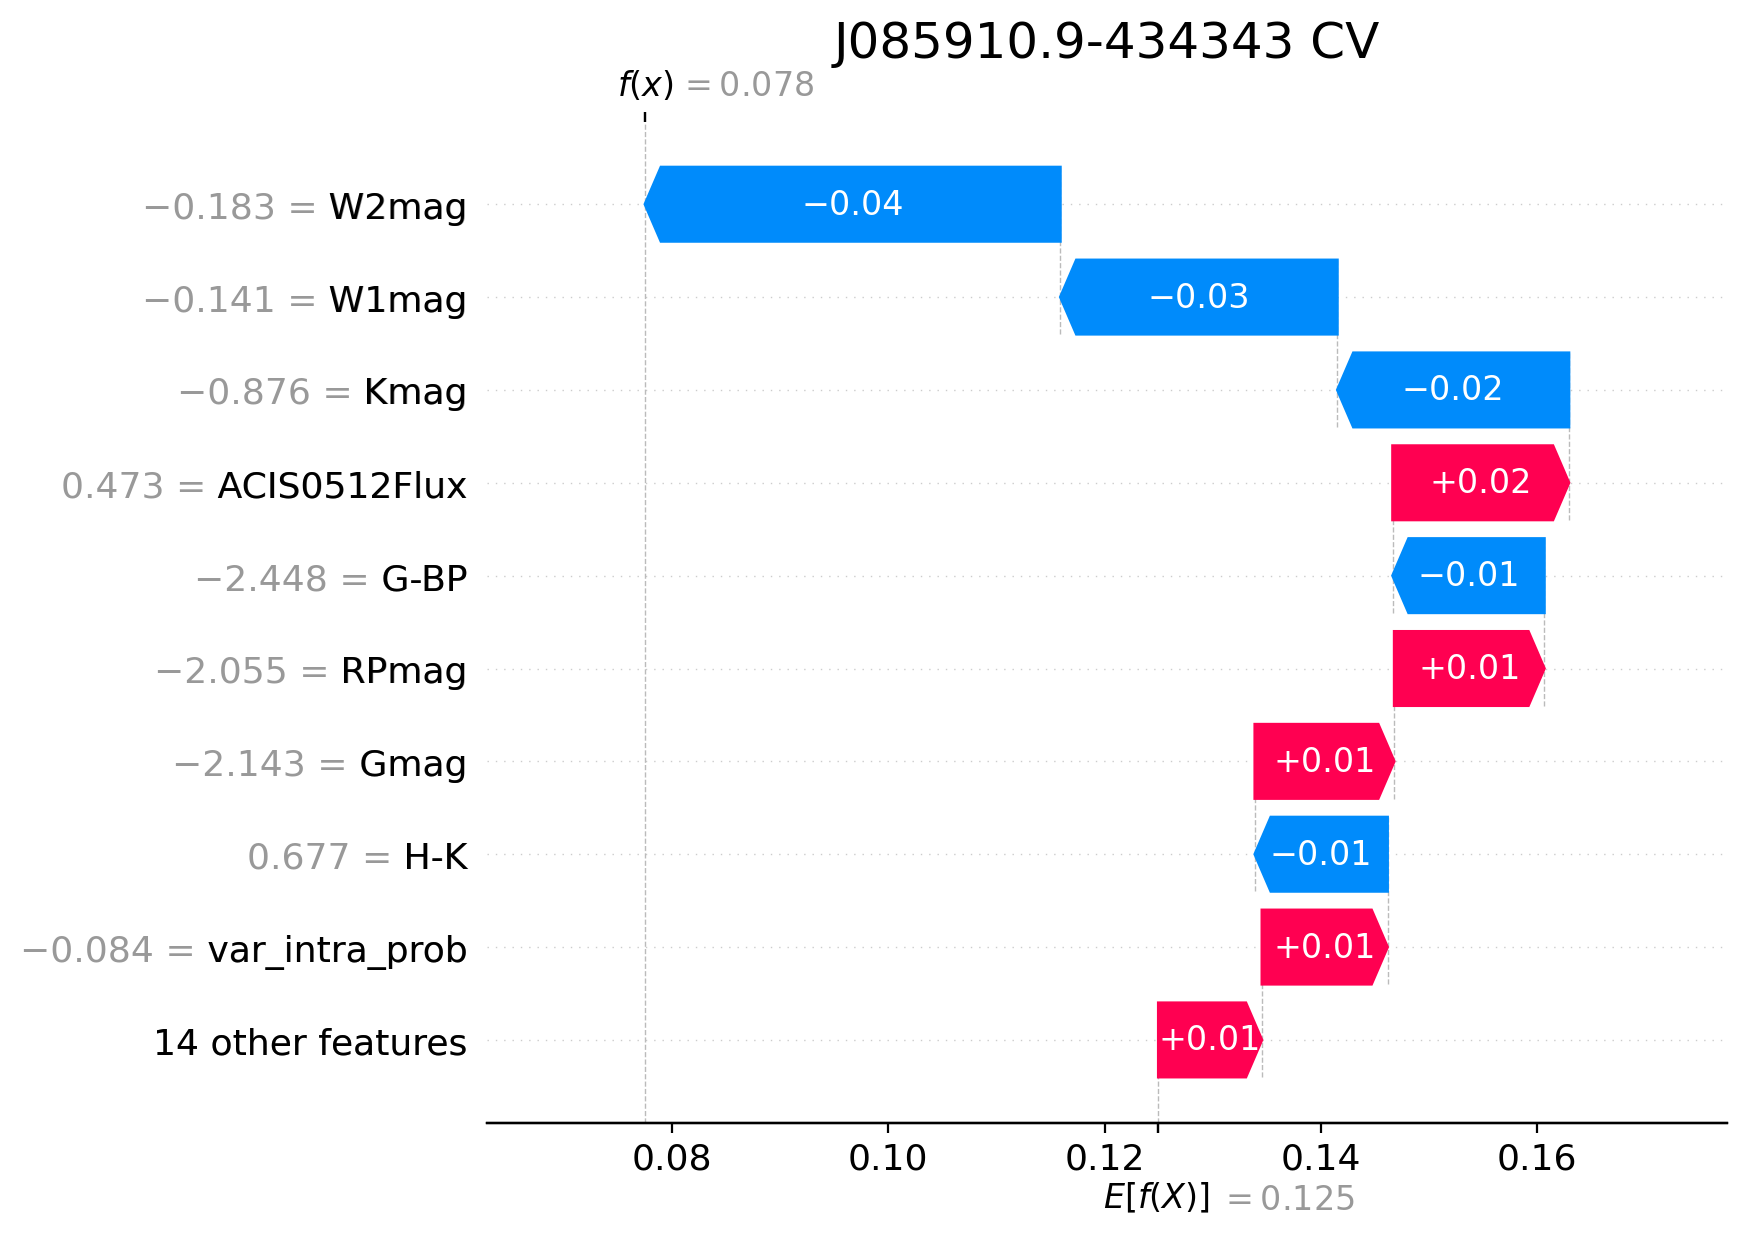 J085910.9-434343 CV
f(x) = 0.078
−0.183 = W2mag
−0.04
−0.141 = W1mag
−0.03
−0.876 = Kmag
−0.02
0.473 = ACIS0512Flux
+0.02
−2.448 = G-BP
−0.01
−2.055 = RPmag
+0.01
−2.143 = Gmag
+0.01
0.677 = H-K
−0.01
−0.084 = var_intra_prob
+0.01
14 other features
+0.01
0.08 0.10 0.12 0.14 0.16
E[f(X)] = 0.125